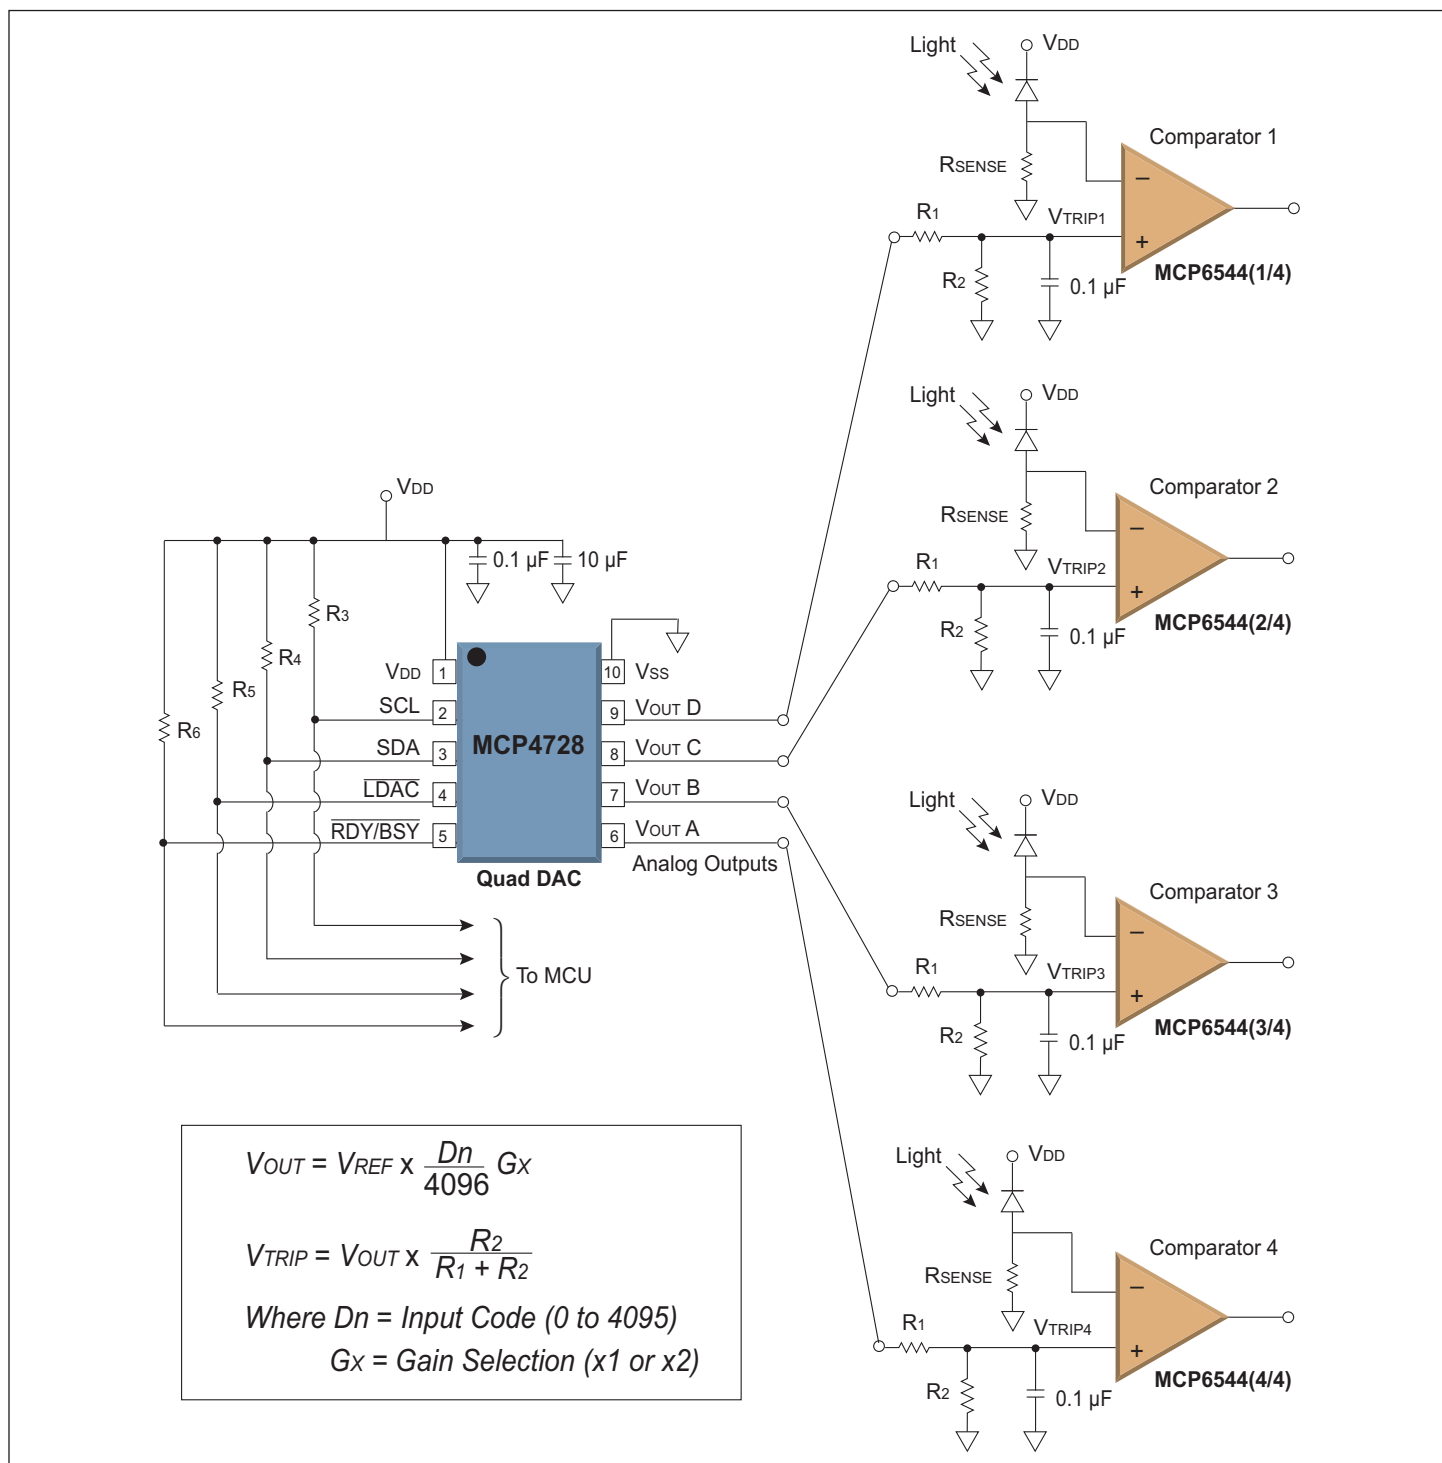 Light
VDD
Comparator 1
RSENSE
−
R1
VTRIP1
+
R2
0.1 µF
MCP6544(1/4)
Light
VDD
Comparator 2
RSENSE
−
R1
VTRIP2
+
R2
0.1 µF
MCP6544(2/4)
VDD
0.1 µF
10 µF
R3
R4
R5
R6
VDD
1
10
VSS
SCL
2
9
VOUT D
SDA
3
MCP4728
8
VOUT C
LDAC
4
7
VOUT B
RDY/BSY
5
6
VOUT A
Quad DAC
Analog Outputs
To MCU
Light
VDD
Comparator 3
RSENSE
−
R1
VTRIP3
+
R2
0.1 µF
MCP6544(3/4)
Light
VDD
Comparator 4
RSENSE
−
R1
VTRIP4
+
R2
0.1 µF
MCP6544(4/4)
VOUT = VREF x Dn/4096 GX
VTRIP = VOUT x R2/R1 + R2
Where Dn = Input Code (0 to 4095)
GX = Gain Selection (x1 or x2)